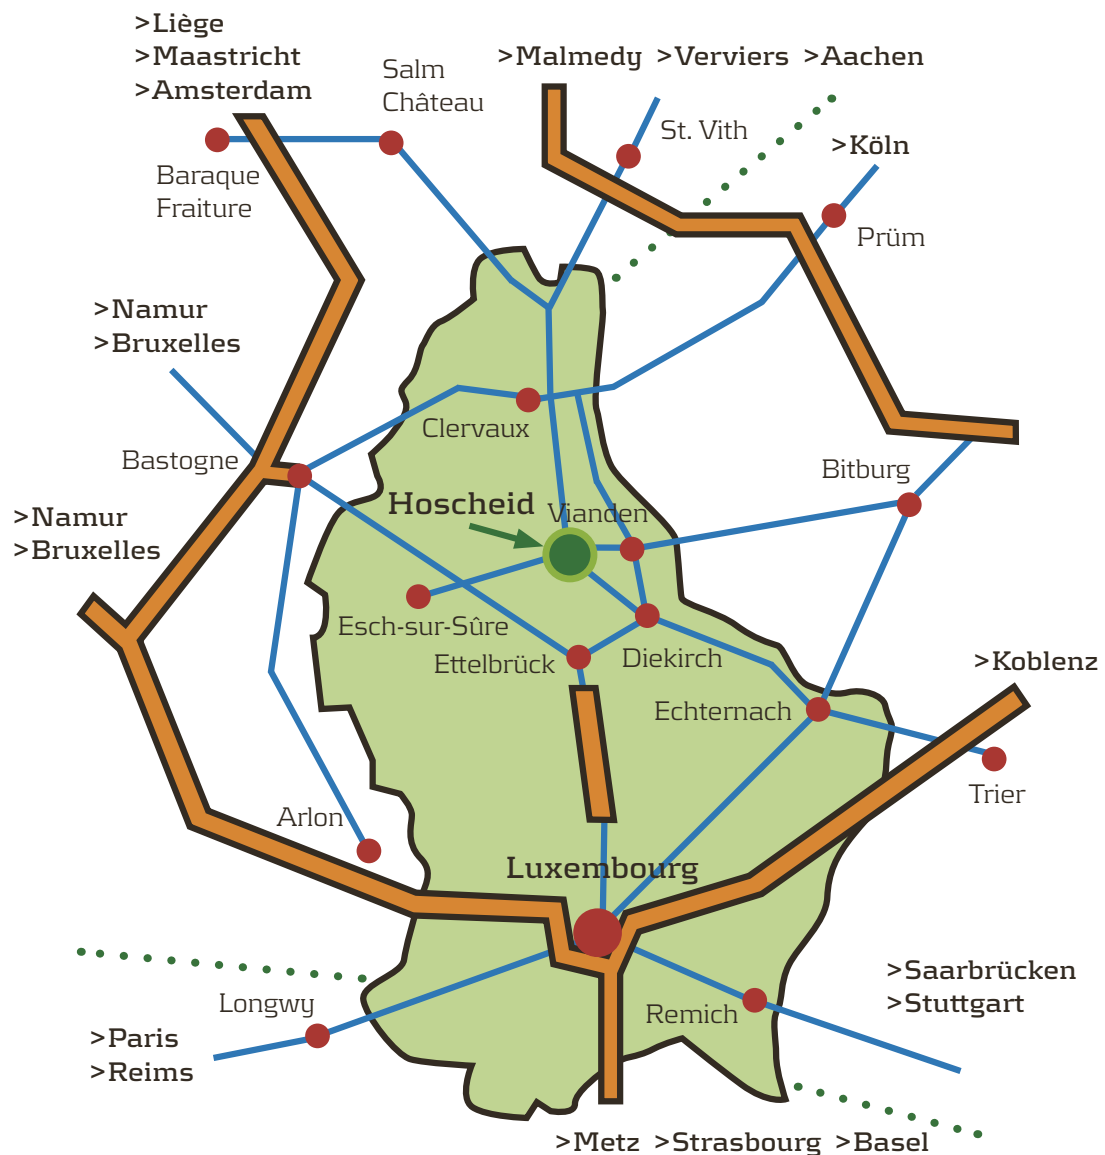 >Liège
>Maastricht
>Amsterdam
Salm
Château
>Malmedy >Verviers >Aachen
St. Vith
>Köln
Baraque
Fraiture
Prüm
>Namur
>Bruxelles
Clervaux
Bastogne
Bitburg
Hoscheid
Vianden
>Namur
>Bruxelles
Esch-sur-Sûre
Ettelbrück
Diekirch
>Koblenz
Echternach
Trier
Arlon
Luxembourg
>Saarbrücken
>Stuttgart
Longwy
Remich
>Paris
>Reims
>Metz >Strasbourg >Basel